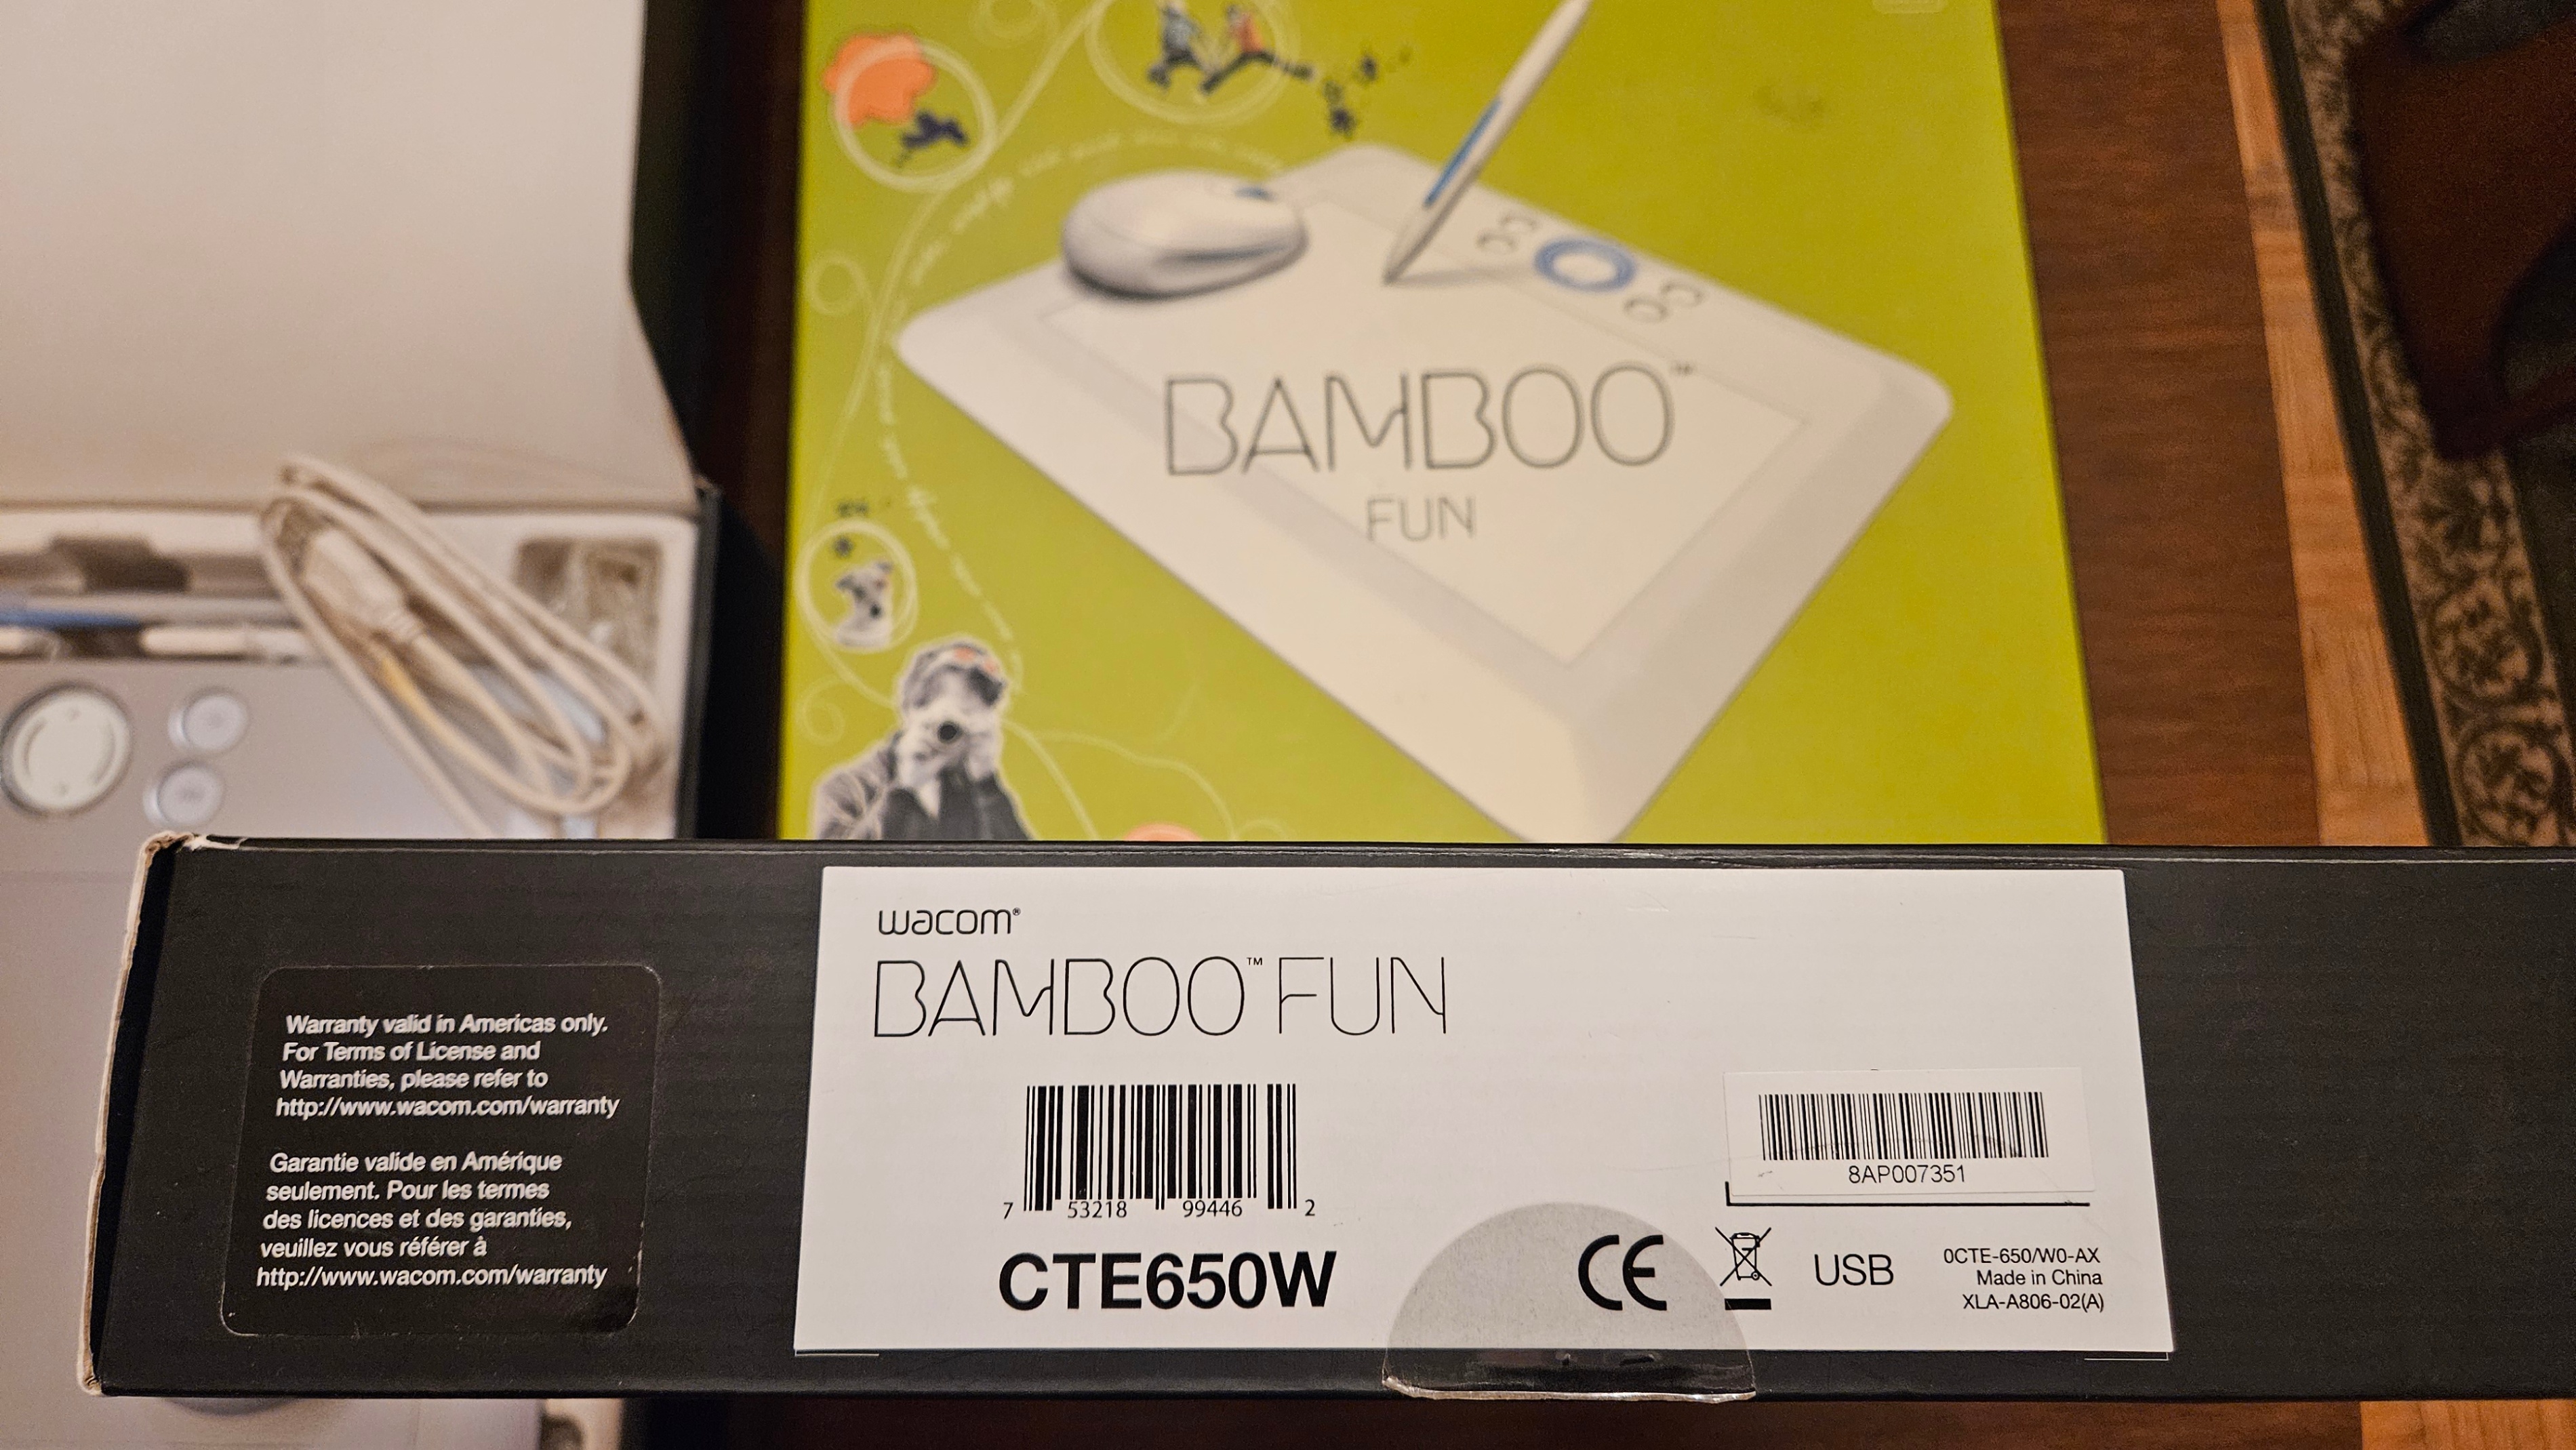 BAMBOO™
FUN
Warranty valid in Americas only.
For Terms of License and
Warranties, please refer to
http://www.wacom.com/warranty
Garantie valide en Amérique
seulement. Pour les termes
des licences et des garanties,
veuillez vous référer à
http://www.wacom.com/warranty
wacom®
BAMBOO™ FUN
7 53218 99446 2
CTE650W
8AP007351
CE
USB
0CTE-650/W0-AX
Made in China
XLA-A806-02(A)